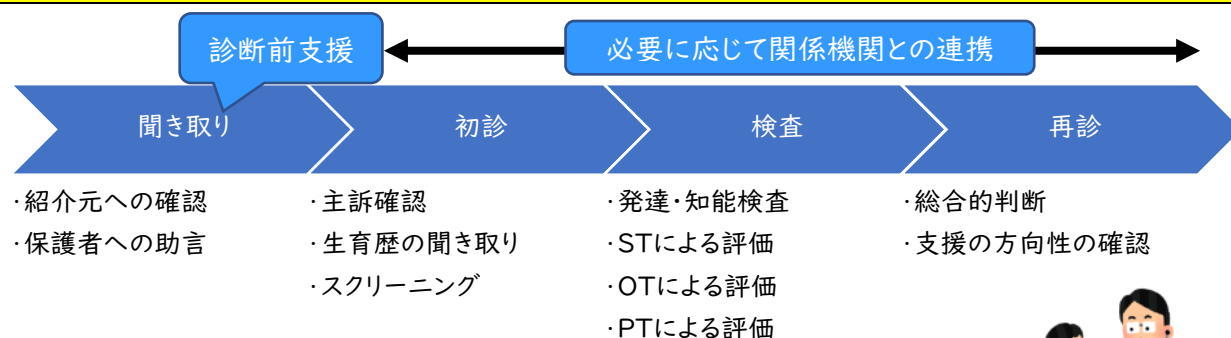 診断前支援
必要に応じて関係機関との連携
聞き取り
初診
検査
再診
･紹介元への確認
･保護者への助言
･主訴確認
･生育歴の聞き取り
･スクリーニング
･発達･知能検査
･STによる評価
･OTによる評価
･PTによる評価
･総合的判断
･支援の方向性の確認